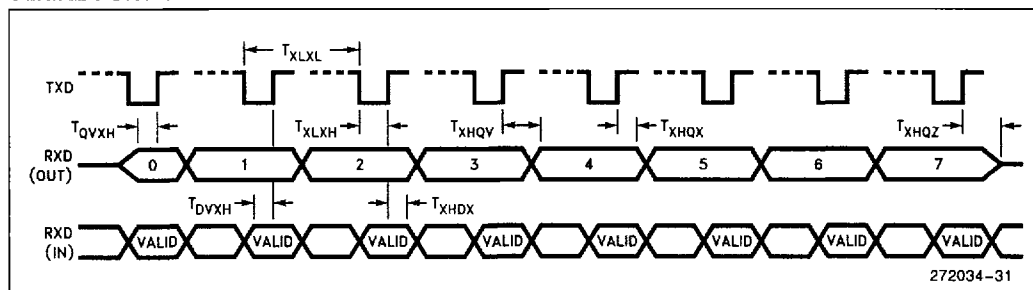 T_XLXL
TXD
T_QVXH T_XLXH T_XHQV T_XHQX T_XHQZ
RXD (OUT) 0 1 2 3 4 5 6 7
T_DVXH T_XHDX
RXD (IN) VALID VALID VALID VALID VALID VALID VALID VALID
272034-31